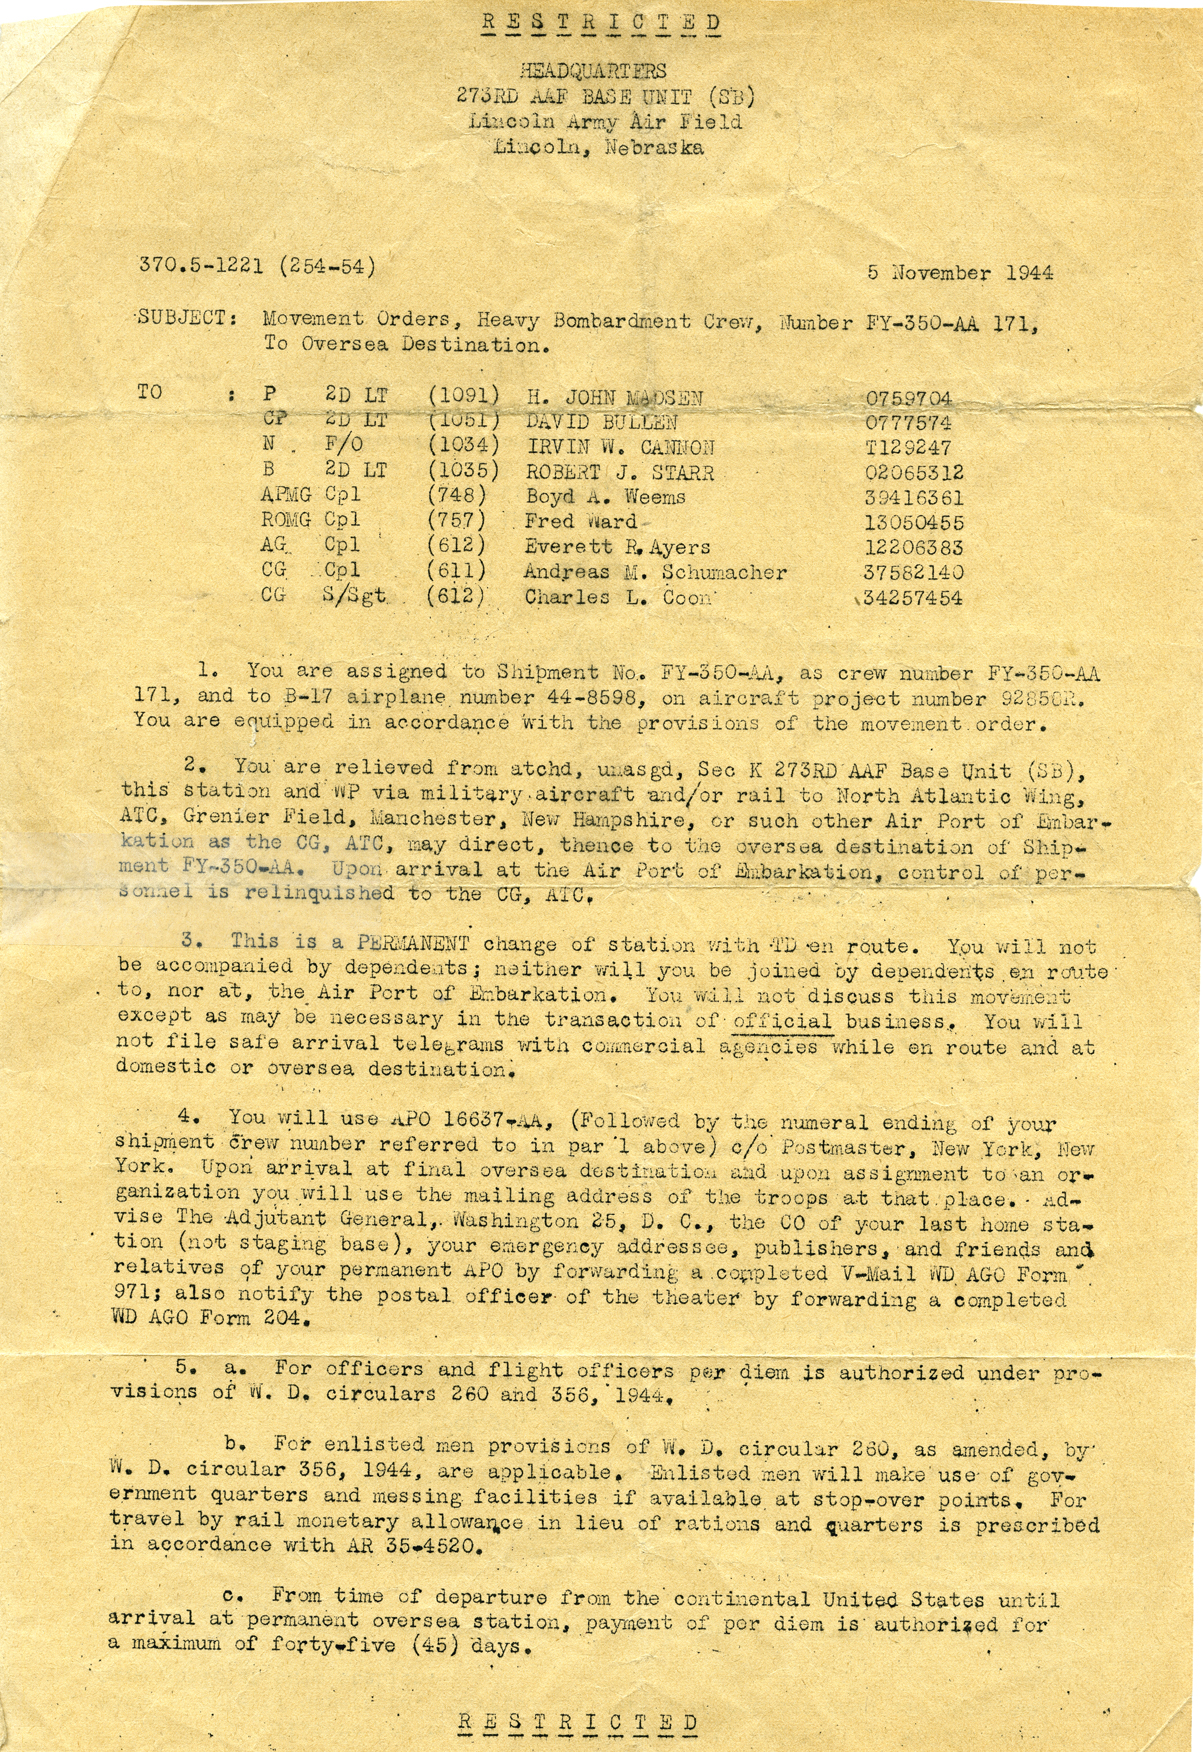 RESTRICTED
HEADQUARTERS
273RD AAF BASE UNIT (SB)
Lincoln Army Air Field
Lincoln, Nebraska
370.5-1221 (254-54)
5 November 1944
SUBJECT: Movement Orders, Heavy Bombardment Crew, Number FY-350-AA 171,
To Oversea Destination.
TO : P 2D LT (1091) H. JOHN MADSEN 0759704
CP 2D LT (1051) DAVID BULLEN 0777574
N F/O (1034) IRVIN W. CANNON T129247
B 2D LT (1035) ROBERT J. STARR 02065312
APMG Cpl (748) Boyd A. Weems 39416361
ROMG Cpl (757) Fred Ward 13050455
AG Cpl (612) Everett R. Ayers 12206383
CG Cpl (611) Andreas M. Schumacher 37582140
CG S/Sgt (612) Charles L. Coon 34257454
1. You are assigned to Shipment No. FY-350-AA, as crew number FY-350-AA
171, and to B-17 airplane number 44-8598, on aircraft project number 92850R.
You are equipped in accordance with the provisions of the movement order.
2. You are relieved from atchd, unasgd, Sec K 273RD AAF Base Unit (SB),
this station and WP via military aircraft and/or rail to North Atlantic Wing,
ATC, Grenier Field, Manchester, New Hampshire, or such other Air Port of Embar-
kation as the CG, ATC, may direct, thence to the oversea destination of Ship-
ment FY-350-AA. Upon arrival at the Air Port of Embarkation, control of per-
sonnel is relinquished to the CG, ATC.
3. This is a PERMANENT change of station with TD en route. You will not
be accompanied by dependents; neither will you be joined by dependents en route
to, nor at, the Air Port of Embarkation. You will not discuss this movement
except as may be necessary in the transaction of official business. You will
not file safe arrival telegrams with commercial agencies while en route and at
domestic or oversea destination.
4. You will use APO 16637-AA, (Followed by the numeral ending of your
shipment crew number referred to in par 1 above) c/o Postmaster, New York, New
York. Upon arrival at final oversea destination and upon assignment to an or-
ganization you will use the mailing address of the troops at that place. Ad-
vise The Adjutant General, Washington 25, D. C., the CO of your last home sta-
tion (not staging base), your emergency addressee, publishers, and friends and
relatives of your permanent APO by forwarding a completed V-Mail WD AGO Form
971; also notify the postal officer of the theater by forwarding a completed
WD AGO Form 204.
5. a. For officers and flight officers per diem is authorized under pro-
visions of W. D. circulars 260 and 356, 1944.
b. For enlisted men provisions of W. D. circular 260, as amended, by
W. D. circular 356, 1944, are applicable. Enlisted men will make use of gov-
ernment quarters and messing facilities if available at stop-over points. For
travel by rail monetary allowance in lieu of rations and quarters is prescribed
in accordance with AR 35-4520.
c. From time of departure from the continental United States until
arrival at permanent oversea station, payment of per diem is authorized for
a maximum of forty-five (45) days.
RESTRICTED